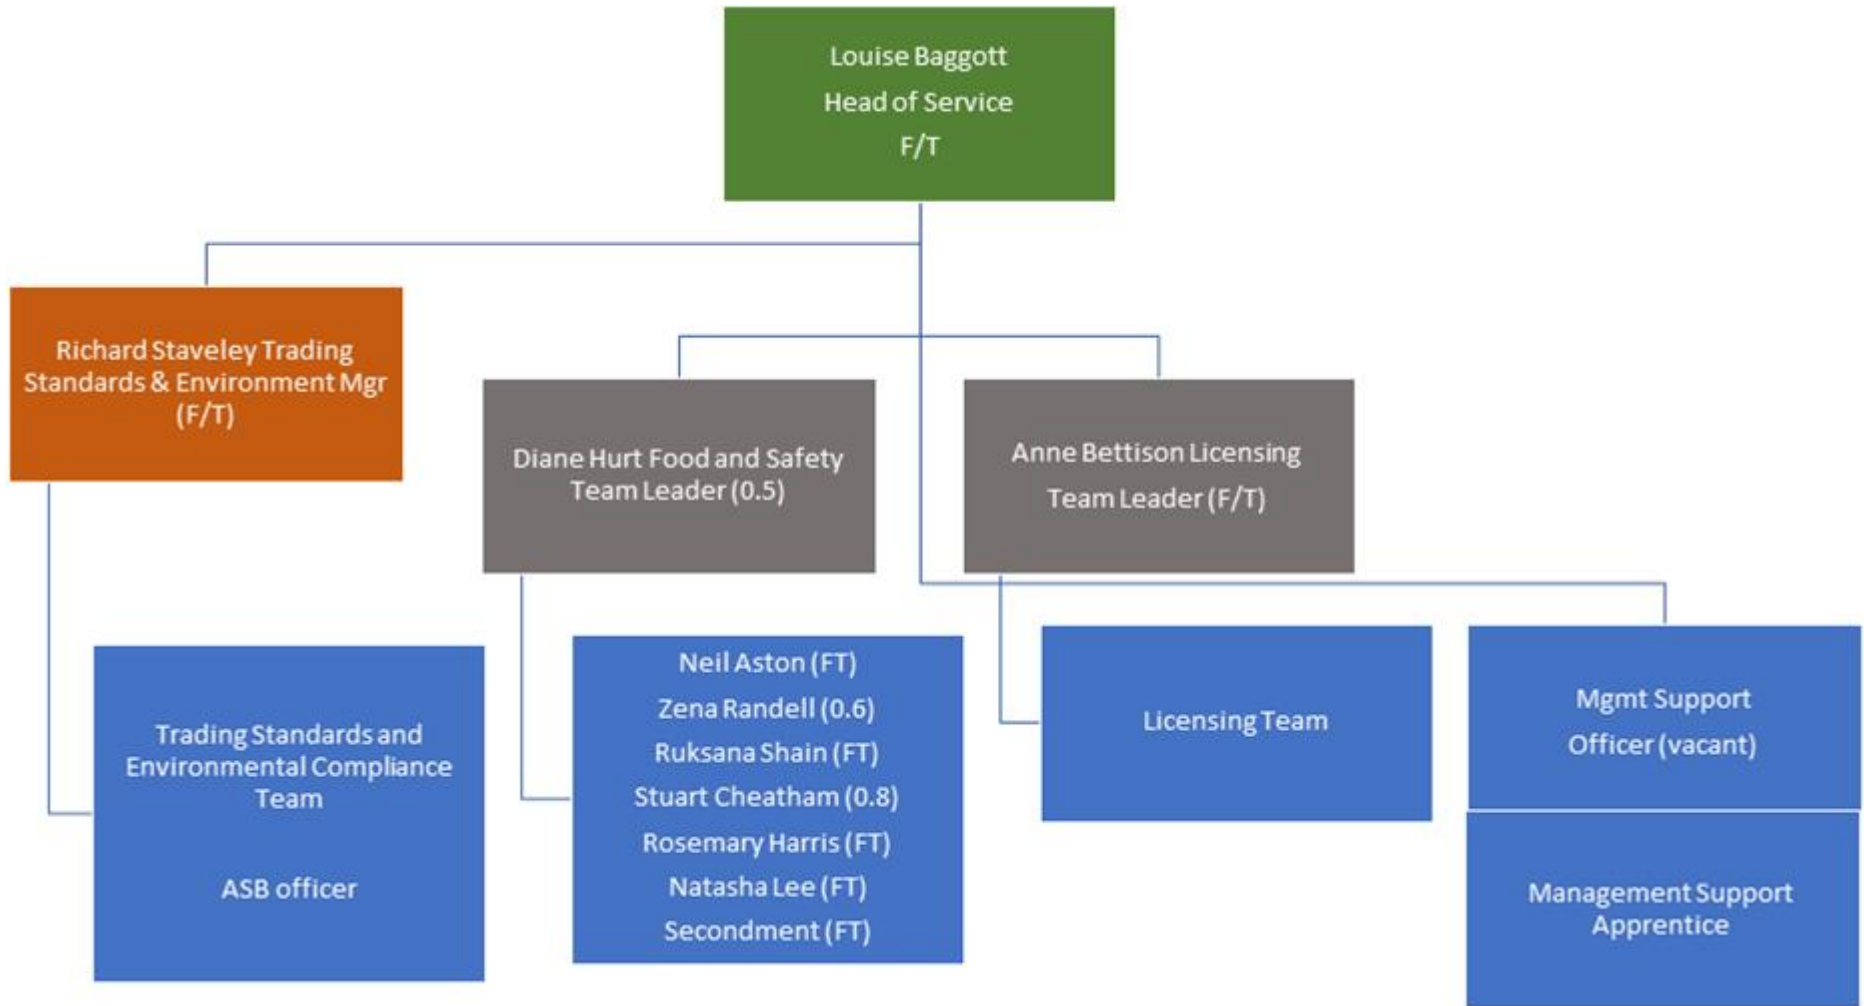 Louise Baggott
Head of Service
F/T
Richard Staveley Trading
Standards & Environment Mgr
(F/T)
Diane Hurt Food and Safety
Team Leader (0.5)
Anne Bettison Licensing
Team Leader (F/T)
Trading Standards and
Environmental Compliance
Team
ASB officer
Neil Aston (FT)
Zena Randell (0.6)
Ruksana Shain (FT)
Stuart Cheatham (0.8)
Rosemary Harris (FT)
Natasha Lee (FT)
Secondment (FT)
Licensing Team
Mgmt Support
Officer (vacant)
Management Support
Apprentice